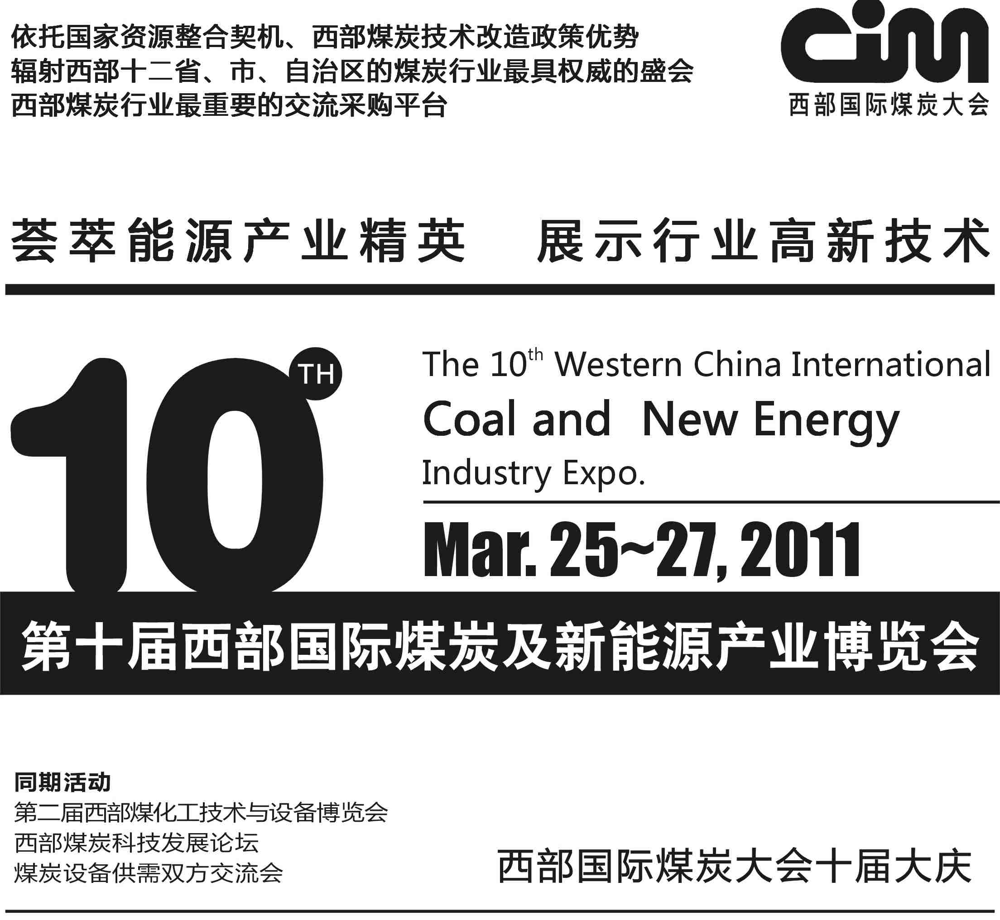 依托国家资源整合契机、西部煤炭技术改造政策优势
辐射西部十二省、市、自治区的煤炭行业最具权威的盛会
西部煤炭行业最重要的交流采购平台
cim
西部国际煤炭大会
荟萃能源产业精英 展示行业高新技术
10TH
The 10th Western China International
Coal and New Energy
Industry Expo.
Mar. 25~27, 2011
第十届西部国际煤炭及新能源产业博览会
同期活动
第二届西部煤化工技术与设备博览会
西部煤炭科技发展论坛
煤炭设备供需双方交流会
西部国际煤炭大会十届大庆